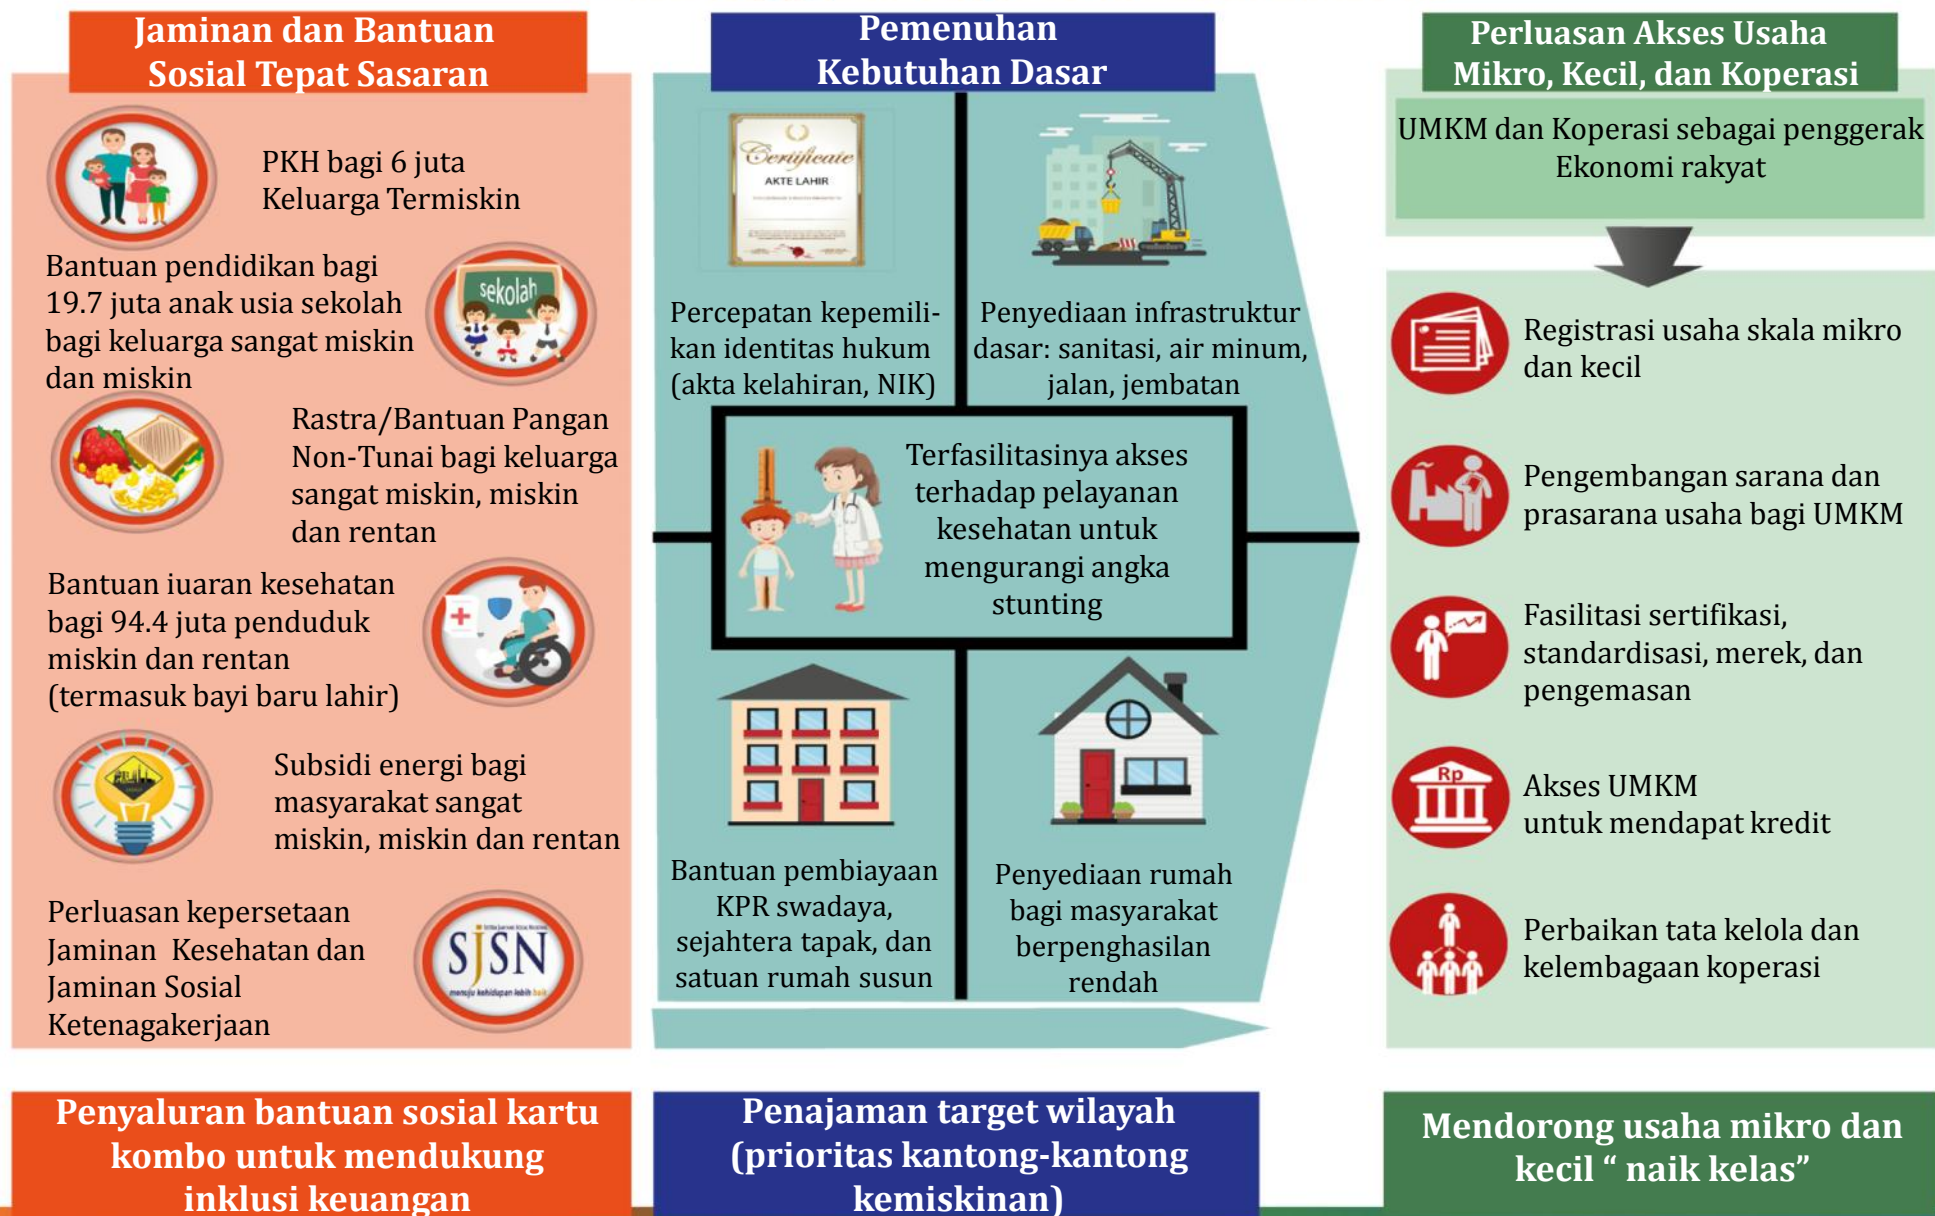 Jaminan dan Bantuan
Sosial Tepat Sasaran
PKH bagi 6 juta
Keluarga Termiskin
Bantuan pendidikan bagi
19.7 juta anak usia sekolah
bagi keluarga sangat miskin
dan miskin
sekolah
Rastra/Bantuan Pangan
Non-Tunai bagi keluarga
sangat miskin, miskin
dan rentan
Bantuan iuaran kesehatan
bagi 94.4 juta penduduk
miskin dan rentan
(termasuk bayi baru lahir)
Subsidi energi bagi
masyarakat sangat
miskin, miskin dan rentan
Perluasan kepersetaan
Jaminan Kesehatan dan
Jaminan Sosial
Ketenagakerjaan
SJSN
menuju kehidupan lebih baik
Penyaluran bantuan sosial kartu
kombo untuk mendukung
inklusi keuangan
Pemenuhan
Kebutuhan Dasar
Certificate
AKTE LAHIR
Percepatan kepemili-
kan identitas hukum
(akta kelahiran, NIK)
Penyediaan infrastruktur
dasar: sanitasi, air minum,
jalan, jembatan
Terfasilitasinya akses
terhadap pelayanan
kesehatan untuk
mengurangi angka
stunting
Bantuan pembiayaan
KPR swadaya,
sejahtera tapak, dan
satuan rumah susun
Penyediaan rumah
bagi masyarakat
berpenghasilan
rendah
Penajaman target wilayah
(prioritas kantong-kantong
kemiskinan)
Perluasan Akses Usaha
Mikro, Kecil, dan Koperasi
UMKM dan Koperasi sebagai penggerak
Ekonomi rakyat
Registrasi usaha skala mikro
dan kecil
Pengembangan sarana dan
prasarana usaha bagi UMKM
Fasilitasi sertifikasi,
standardisasi, merek, dan
pengemasan
Rp
Akses UMKM
untuk mendapat kredit
Perbaikan tata kelola dan
kelembagaan koperasi
Mendorong usaha mikro dan
kecil “ naik kelas”